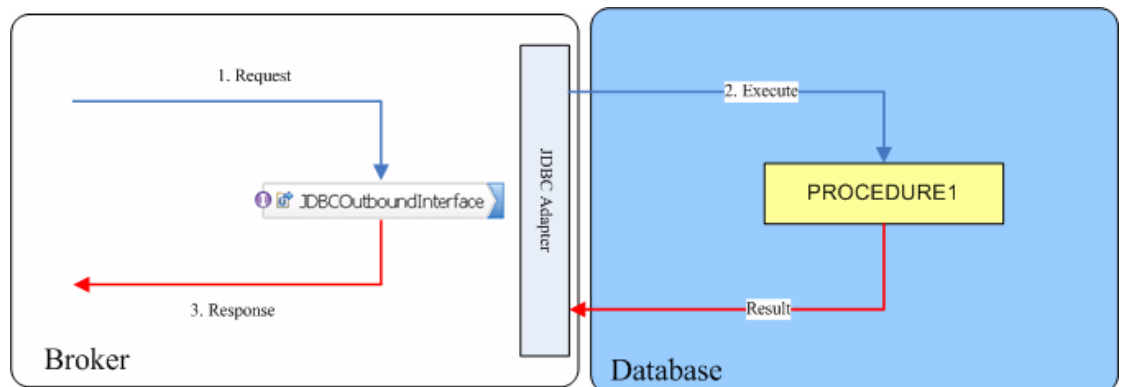 1. Request
2. Execute
JDBC Adapter
JDBCOutboundInterface
PROCEDURE1
3. Response
Result
Broker
Database